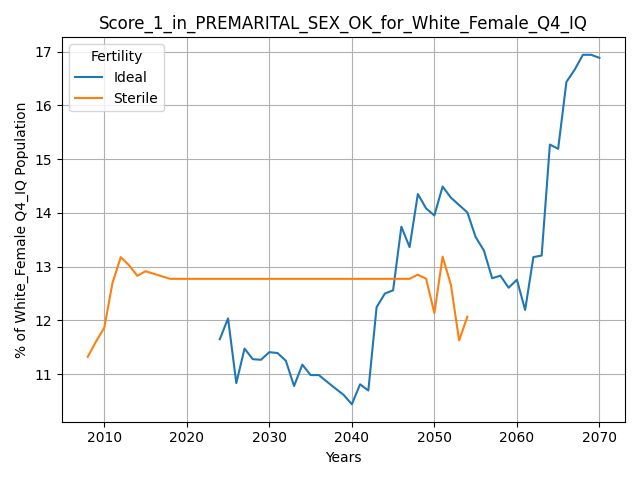 Score_1_in_PREMARITAL_SEX_OK_for_White_Female_Q4_IQ
Fertility
Ideal
Sterile
% of White_Female Q4_IQ Population
17
16
15
14
13
12
11
2010
2020
2030
2040
2050
2060
2070
Years